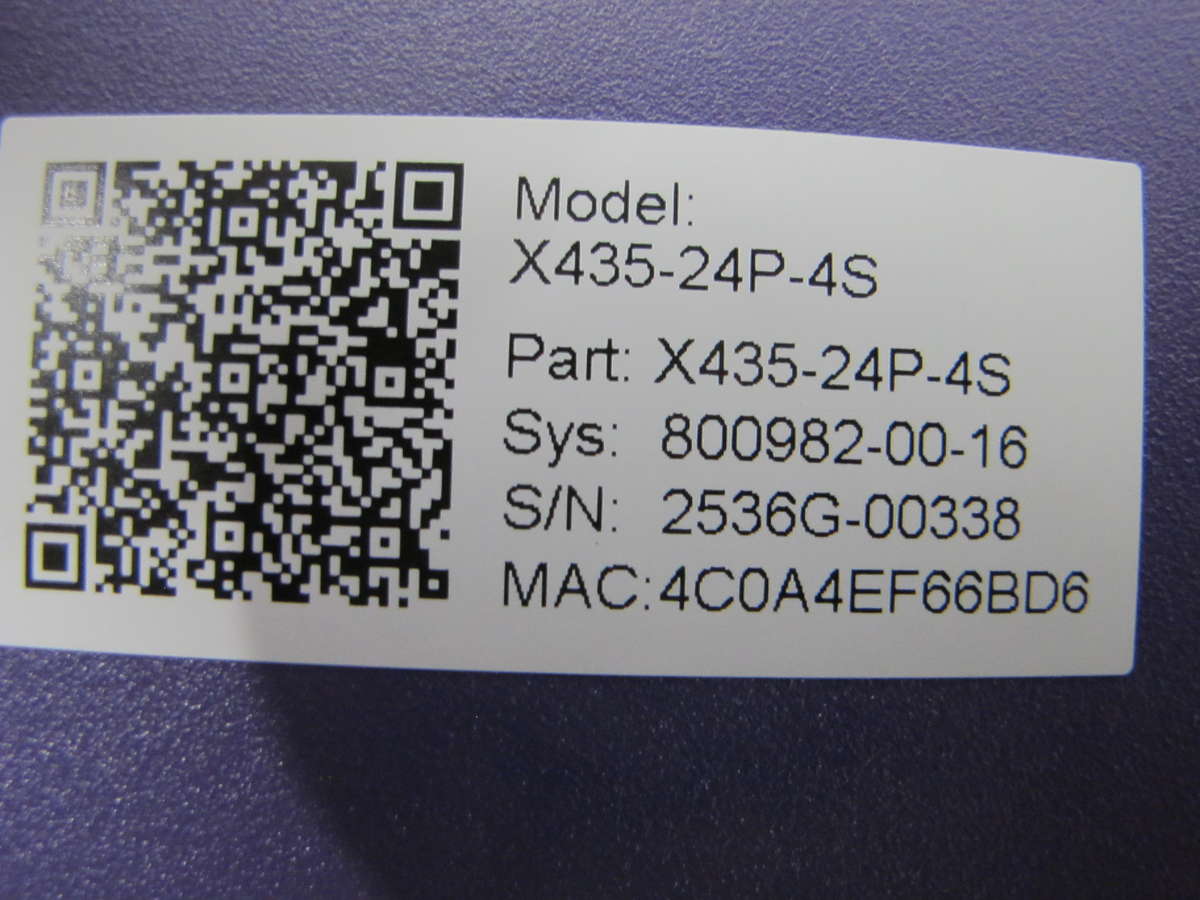 Model:
X435-24P-4S
Part: X435-24P-4S
Sys: 800982-00-16
S/N: 2536G-00338
MAC:4C0A4EF66BD6